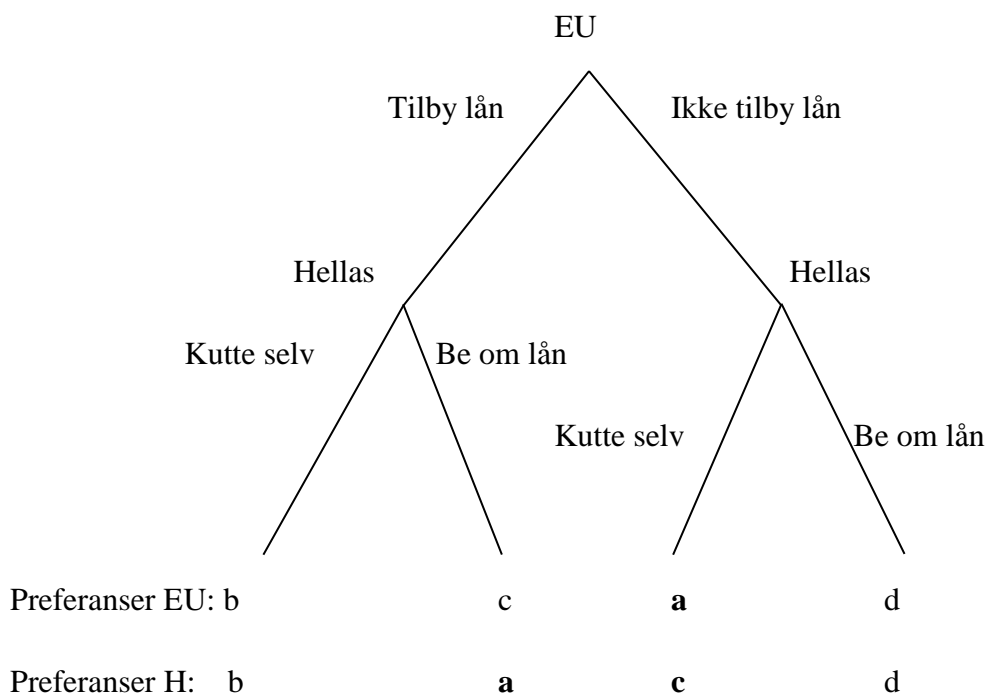 EU
Tilby lån Ikke tilby lån
Hellas Hellas
Kutte selv Be om lån
Kutte selv Be om lån
Preferanser EU: b c a d
Preferanser H: b a c d